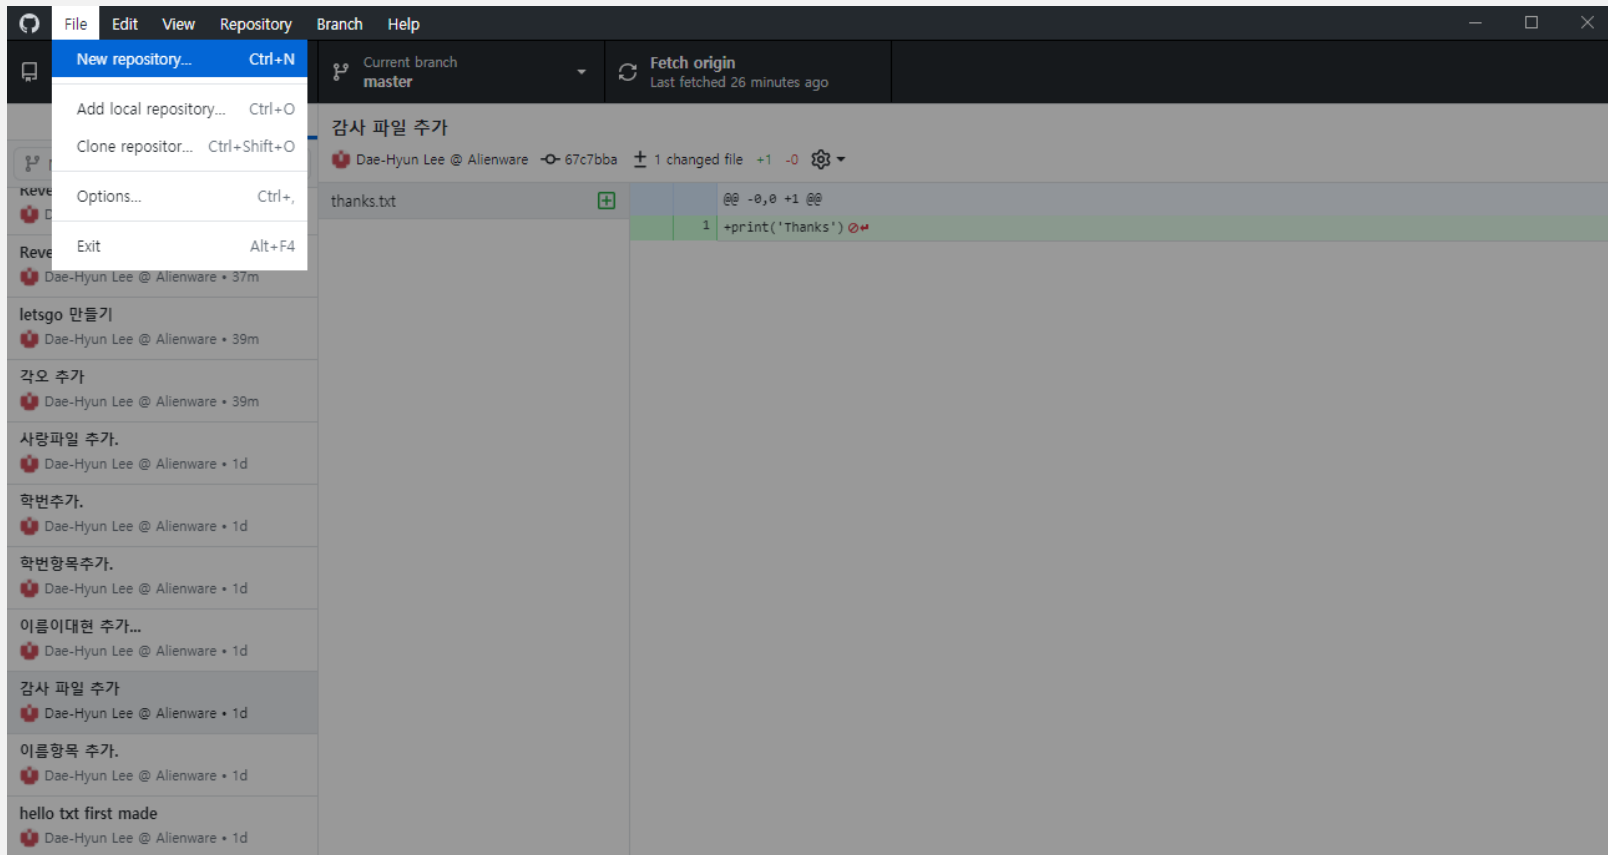 File Edit View Repository Branch Help
New repository... Ctrl+N
Add local repository... Ctrl+O
Clone repositor... Ctrl+Shift+O
Options... Ctrl+,
Exit Alt+F4
Current branch
master
Fetch origin
Last fetched 26 minutes ago
감사 파일 추가
Dae-Hyun Lee @ Alienware 67c7bba 1 changed file +1 -0
thanks.txt
@@ -0,0 +1 @@
1 +print('Thanks')
Reve
D
Reve
Dae-Hyun Lee @ Alienware • 37m
letsgo 만들기
Dae-Hyun Lee @ Alienware • 39m
각오 추가
Dae-Hyun Lee @ Alienware • 39m
사랑파일 추가.
Dae-Hyun Lee @ Alienware • 1d
학번추가.
Dae-Hyun Lee @ Alienware • 1d
학번항목추가.
Dae-Hyun Lee @ Alienware • 1d
이름이대현 추가...
Dae-Hyun Lee @ Alienware • 1d
감사 파일 추가
Dae-Hyun Lee @ Alienware • 1d
이름항목 추가.
Dae-Hyun Lee @ Alienware • 1d
hello txt first made
Dae-Hyun Lee @ Alienware • 1d